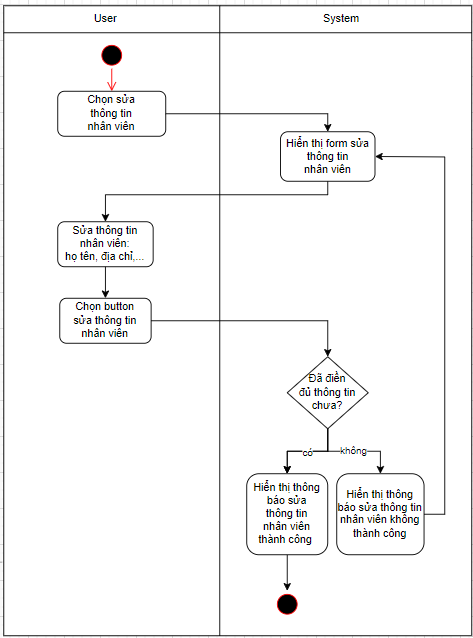 User
System
Chọn sửa
thông tin
nhân viên
Hiển thị form sửa
thông tin
nhân viên
Sửa thông tin
nhân viên:
họ tên, địa chỉ,...
Chọn button
sửa thông tin
nhân viên
Đã điền
đủ thông tin
chưa?
có
không
Hiển thị thông
báo sửa
thông tin
nhân viên
thành công
Hiển thị thông
báo sửa thông tin
nhân viên không
thành công